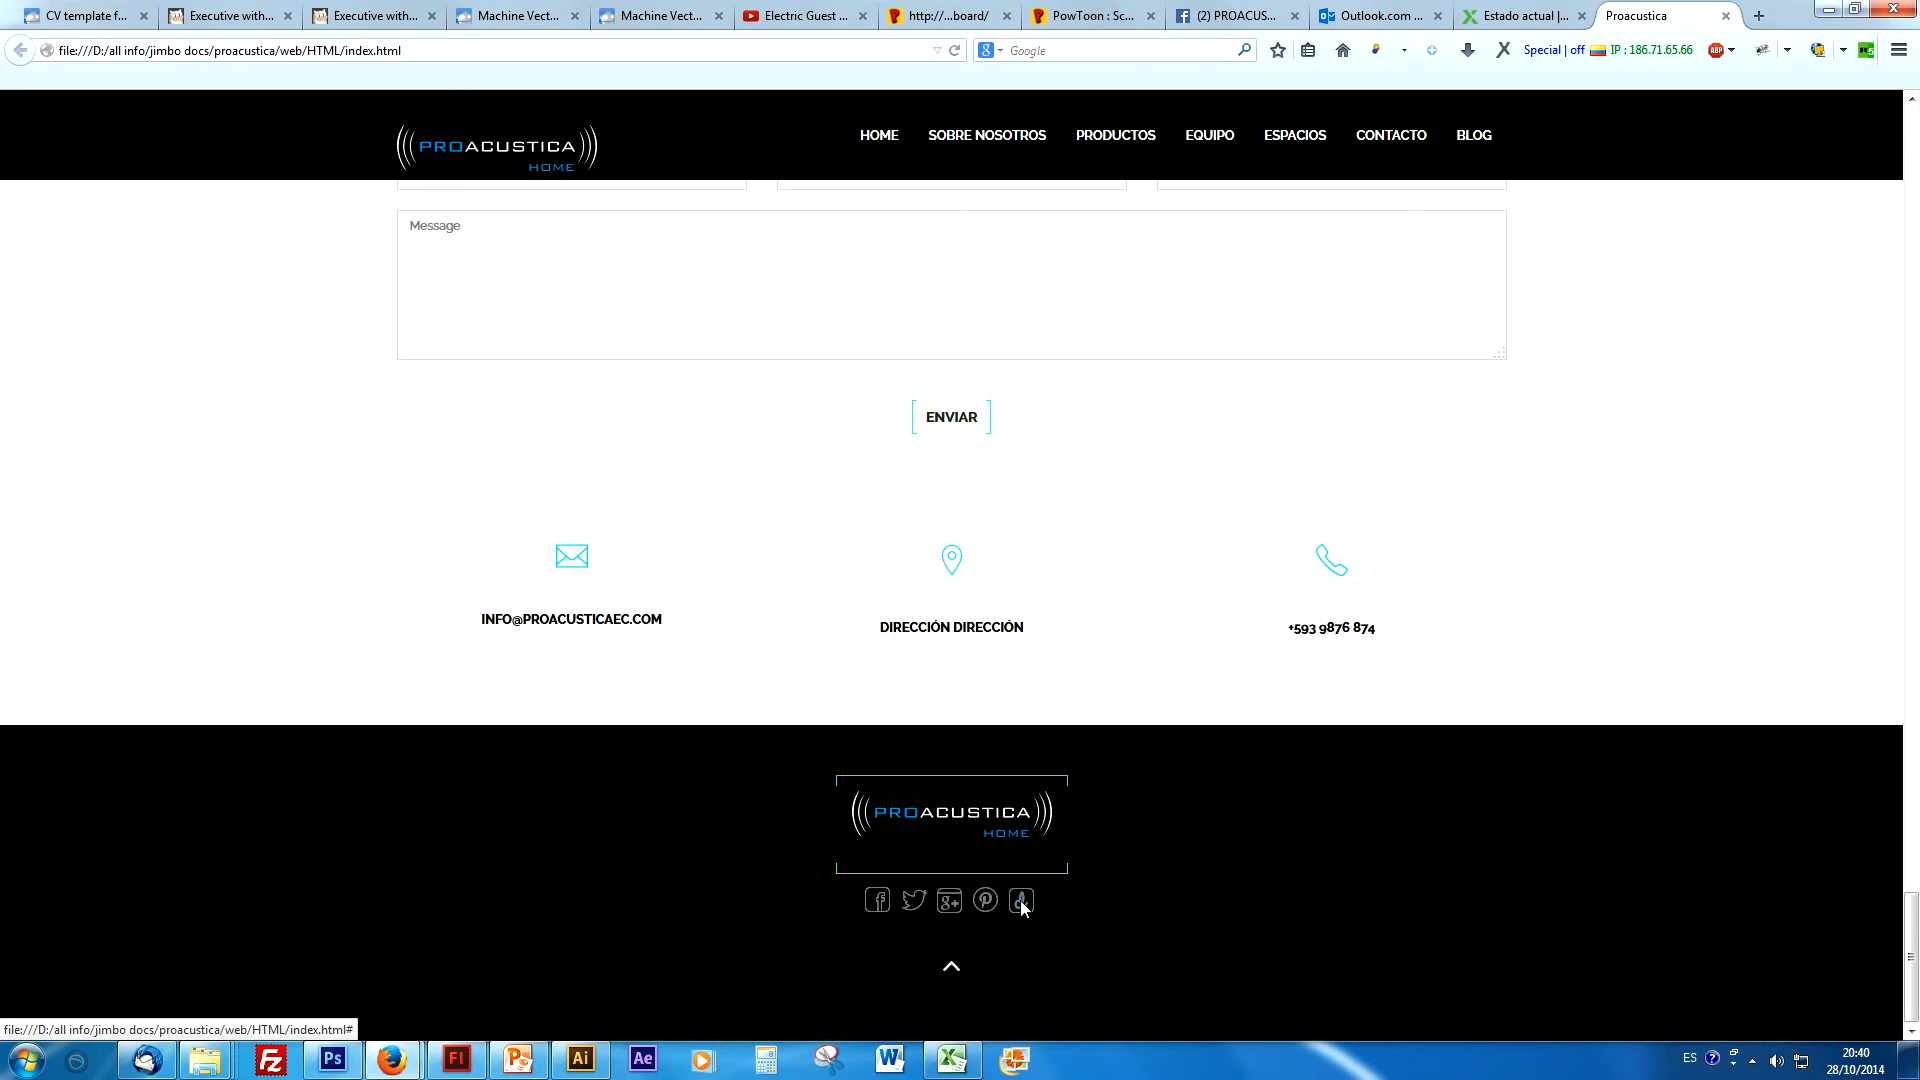 CV template f...
Executive with...
Executive with...
Machine Vect...
Machine Vect...
Electric Guest ...
http://...board/
PowToon : Sc...
(2) PROACUS...
Outlook.com ...
Estado actual |...
Proacustica
file:///D:/all info/jimbo docs/proacustica/web/HTML/index.html
Google
Special | off
IP : 186.71.65.66
ABP
PROACUSTICA
HOME
HOME
SOBRE NOSOTROS
PRODUCTOS
EQUIPO
ESPACIOS
CONTACTO
BLOG
Message
ENVIAR
INFO@PROACUSTICAEC.COM
DIRECCIÓN DIRECCIÓN
+593 9876 874
PROACUSTICA
HOME
file:///D:/all info/jimbo docs/proacustica/web/HTML/index.html#
Ps
Fl
Ai
Ae
ES
20:40
28/10/2014